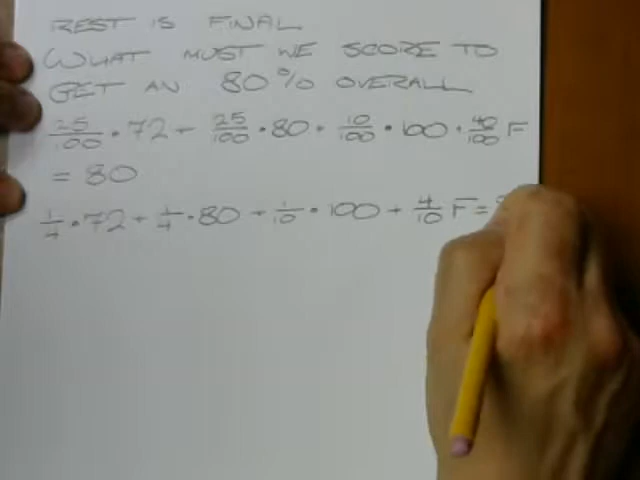 REST IS FINAL
WHAT MUST WE SCORE TO
GET AN 80% OVERALL
25/100 · 72 + 25/100 · 80 + 10/100 · 100 + 40/100 F
= 80
1/4 · 72 + 1/4 · 80 + 1/10 · 100 + 4/10 F =